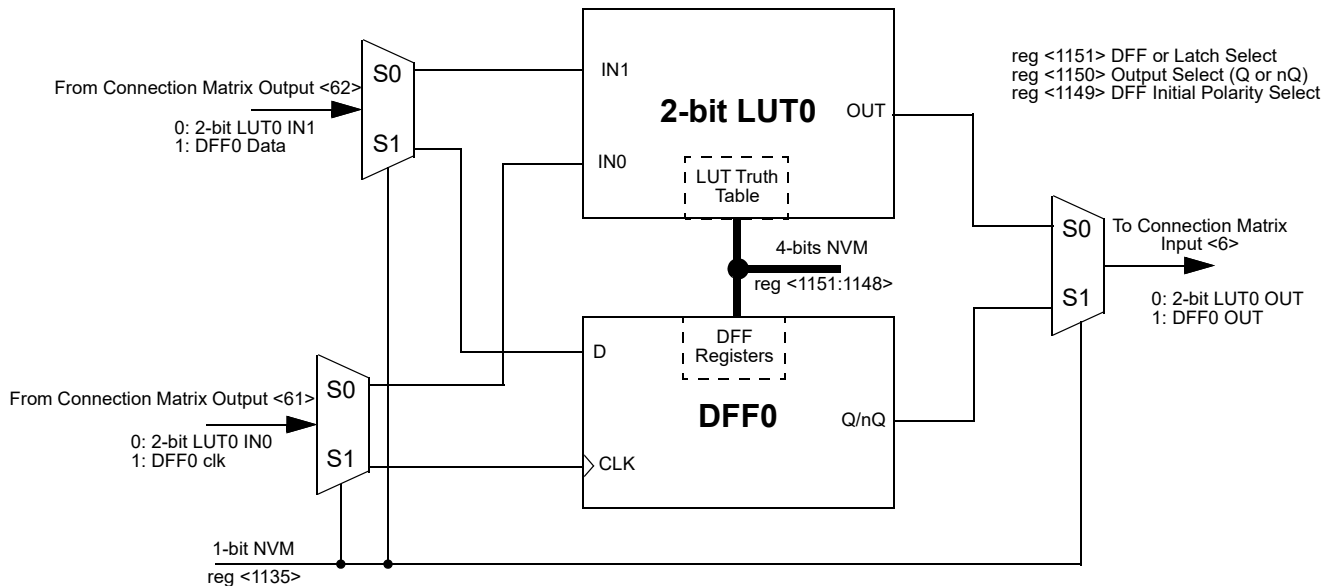 From Connection Matrix Output <62>
0: 2-bit LUT0 IN1
1: DFF0 Data
S0
S1
IN1
IN0
2-bit LUT0
OUT
LUT Truth
Table
reg <1151> DFF or Latch Select
reg <1150> Output Select (Q or nQ)
reg <1149> DFF Initial Polarity Select
4-bits NVM
reg <1151:1148>
S0
S1
To Connection Matrix
Input <6>
0: 2-bit LUT0 OUT
1: DFF0 OUT
From Connection Matrix Output <61>
0: 2-bit LUT0 IN0
1: DFF0 clk
S0
S1
D
CLK
DFF
Registers
DFF0
Q/nQ
1-bit NVM
reg <1135>